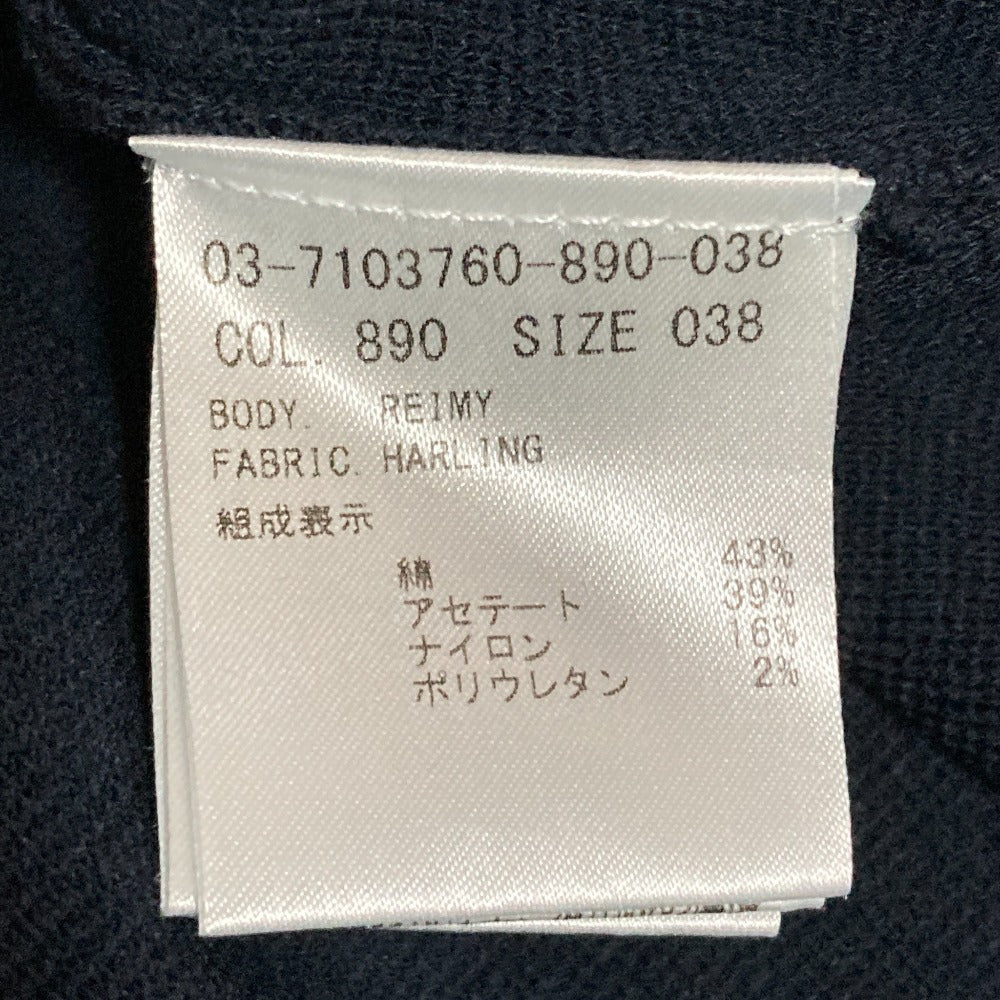 03-7103760-890-038
COL. 890 SIZE 038
BODY. REIMY
FABRIC. HARLING
組成表示
綿 43%
アセテート 39%
ナイロン 16%
ポリウレタン 2%